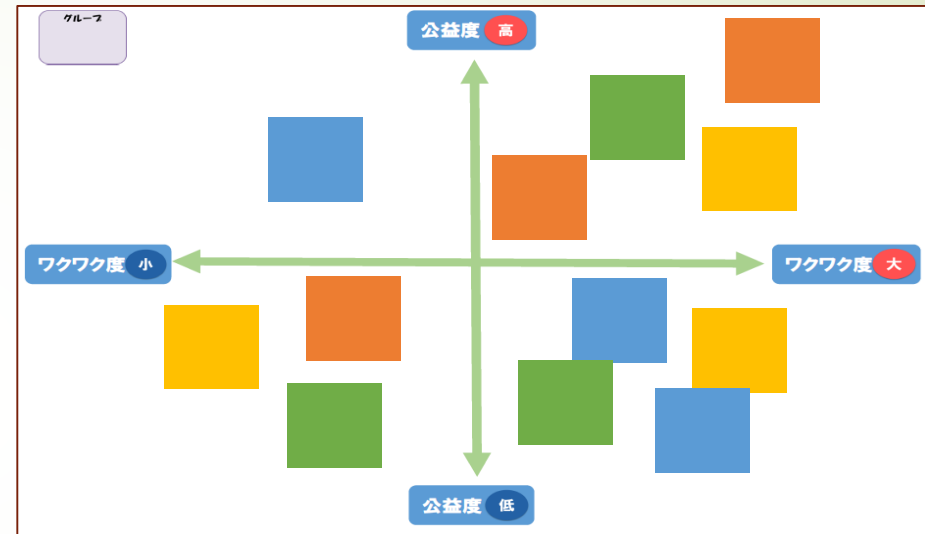 グループ
公益度 高
ワクワク度 小
ワクワク度 大
公益度 低